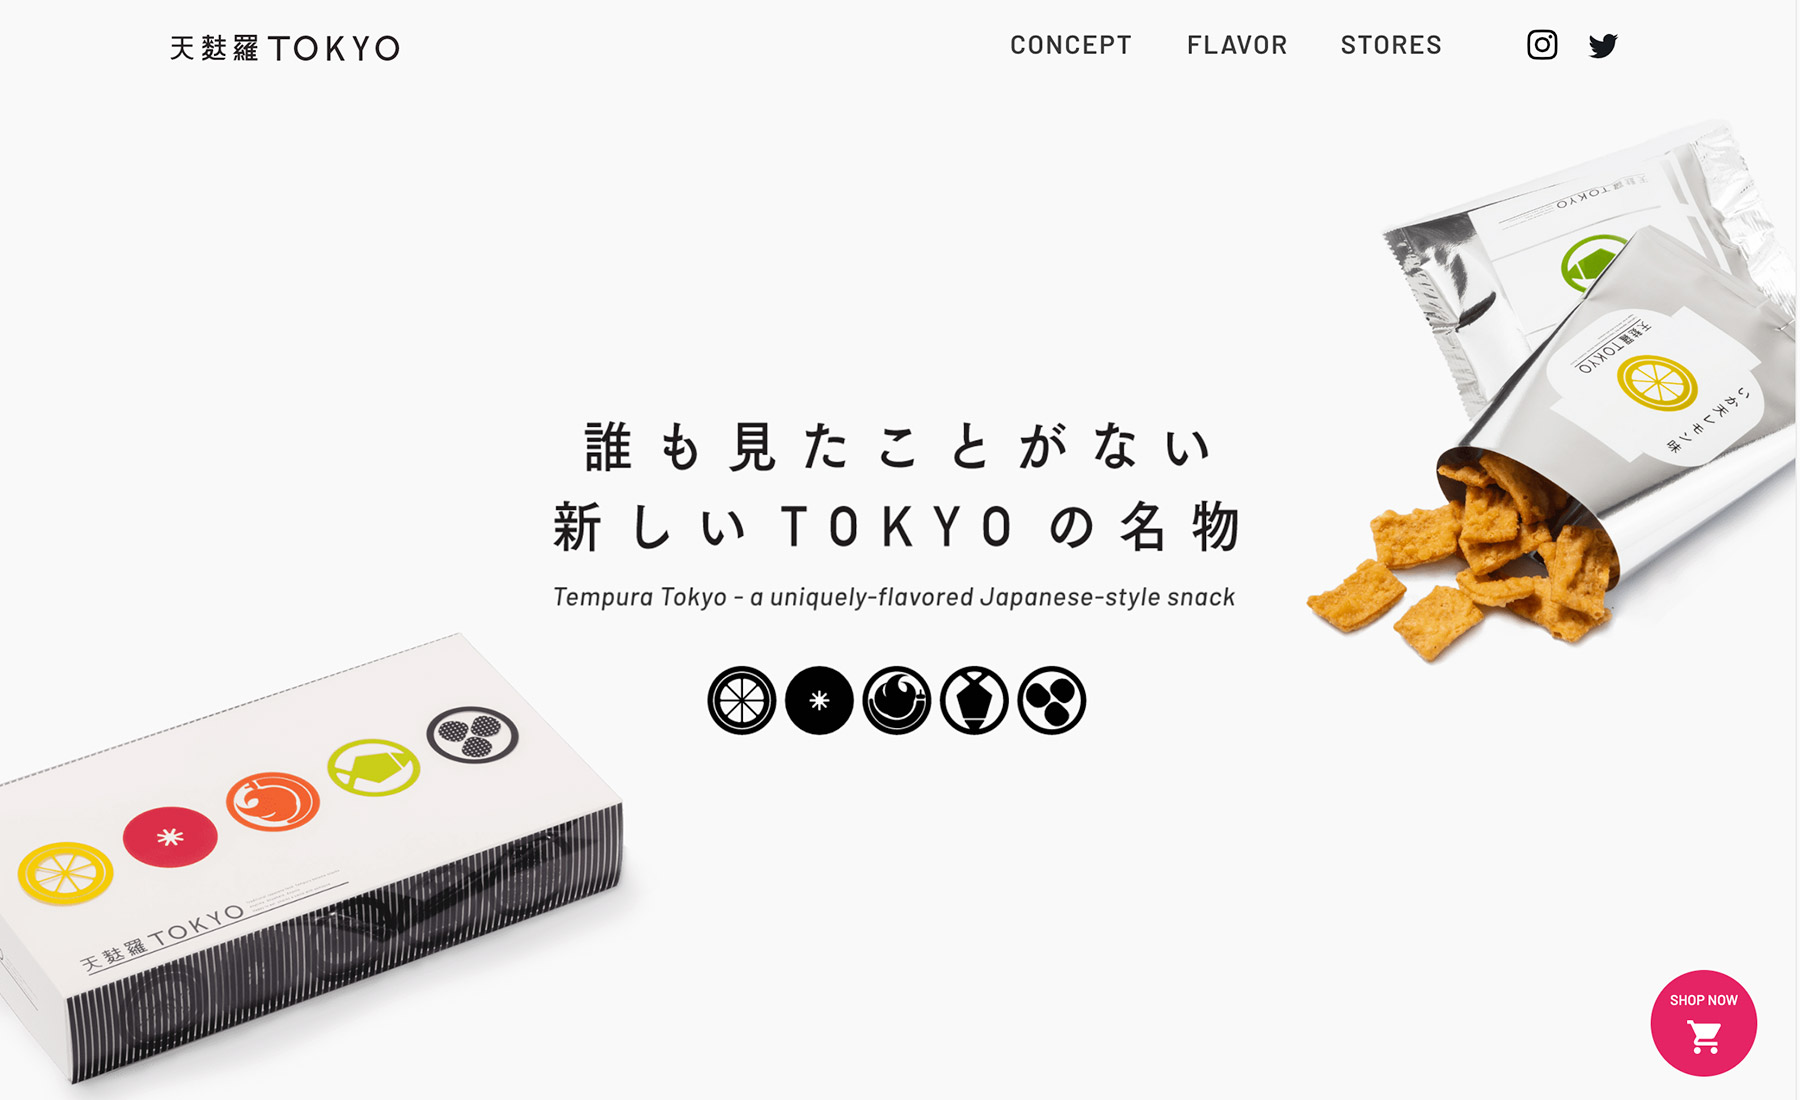 天麩羅TOKYO
CONCEPT
FLAVOR
STORES
天麩羅TOKYO
天麩羅TOKYO
いか天レモン味
誰も見たことがない
新しいTOKYOの名物
Tempura Tokyo - a uniquely-flavored Japanese-style snack
天麩羅TOKYO
SHOP NOW